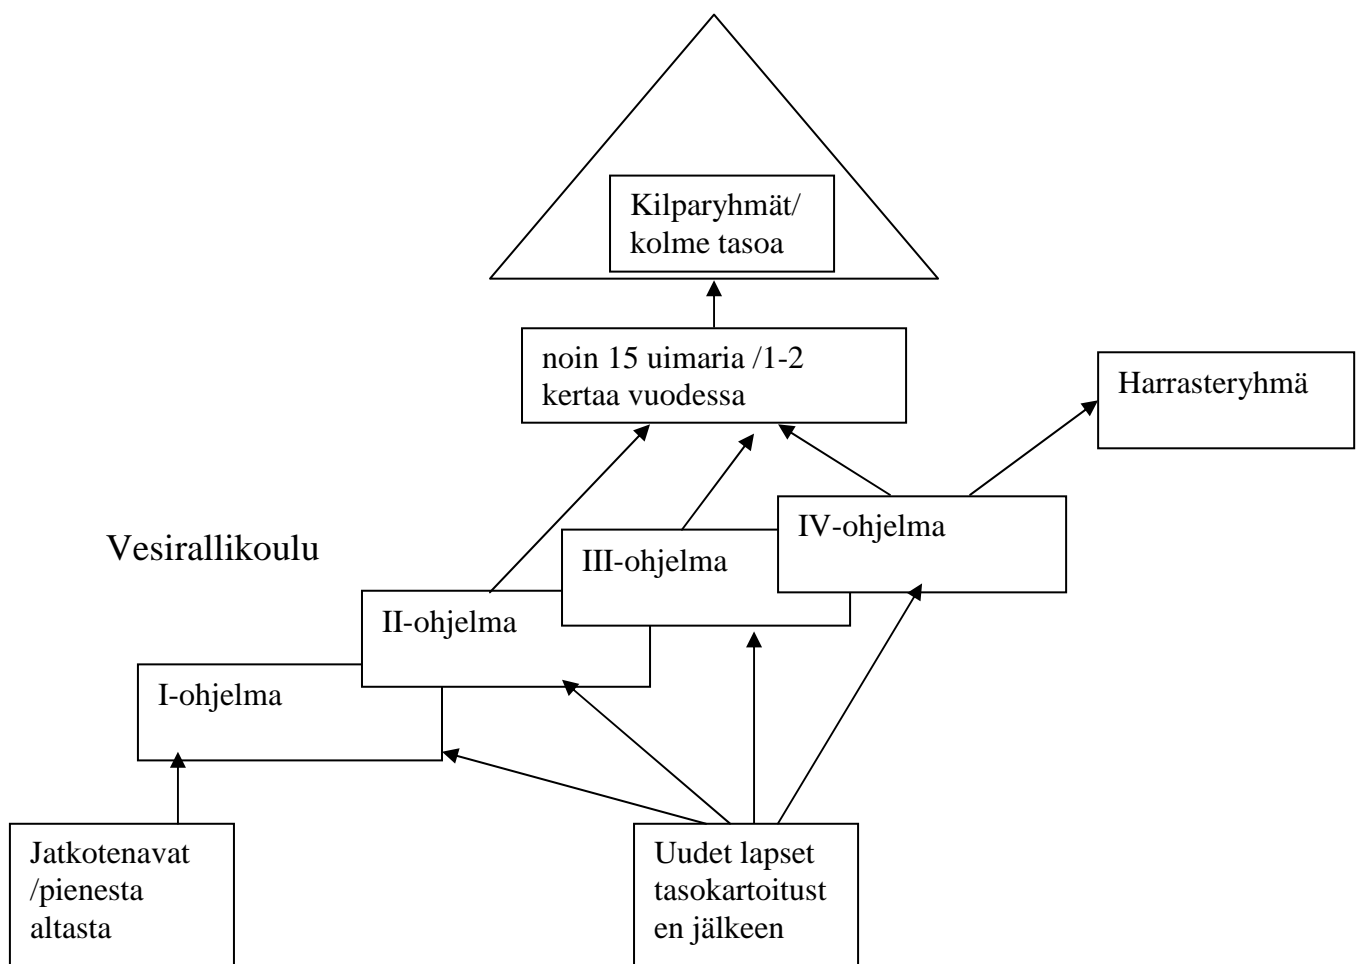 Kilparyhmät/
kolme tasoa
noin 15 uimaria /1-2
kertaa vuodessa
Harrasteryhmä
IV-ohjelma
Vesirallikoulu
III-ohjelma
II-ohjelma
I-ohjelma
Jatkotenavat
/pienesta
altasta
Uudet lapset
tasokartoitust
en jälkeen